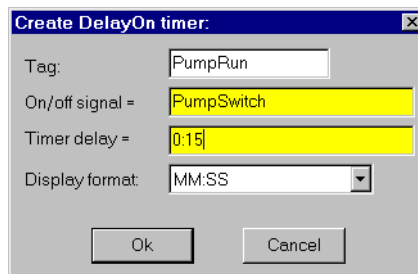 Create DelayOn timer:
Tag: PumpRun
On/off signal = PumpSwitch
Timer delay = 0:15
Display format: MM:SS
Ok Cancel